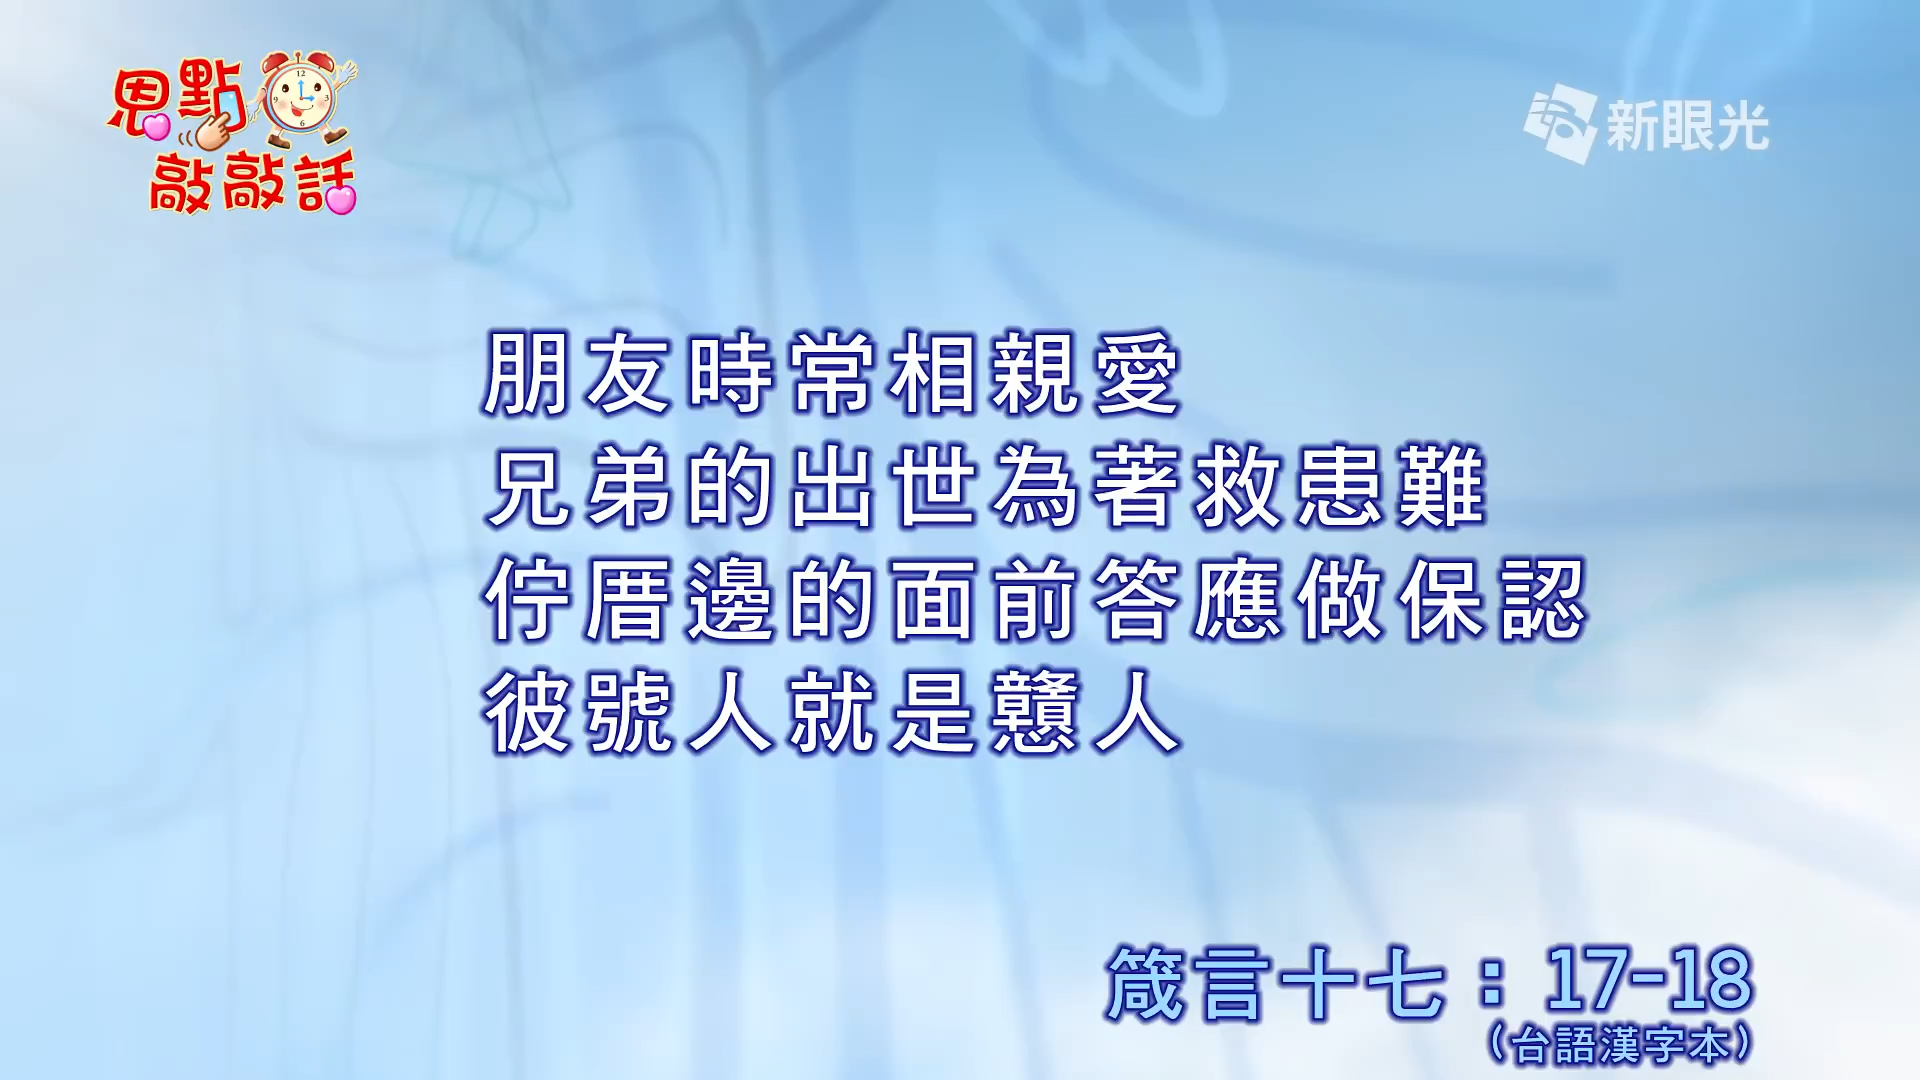 恩點
敲敲話
新眼光
朋友時常相親愛
兄弟的出世為著救患難
佇厝邊的面前答應做保認
彼號人就是戇人
箴言十七：17-18
（台語漢字本）